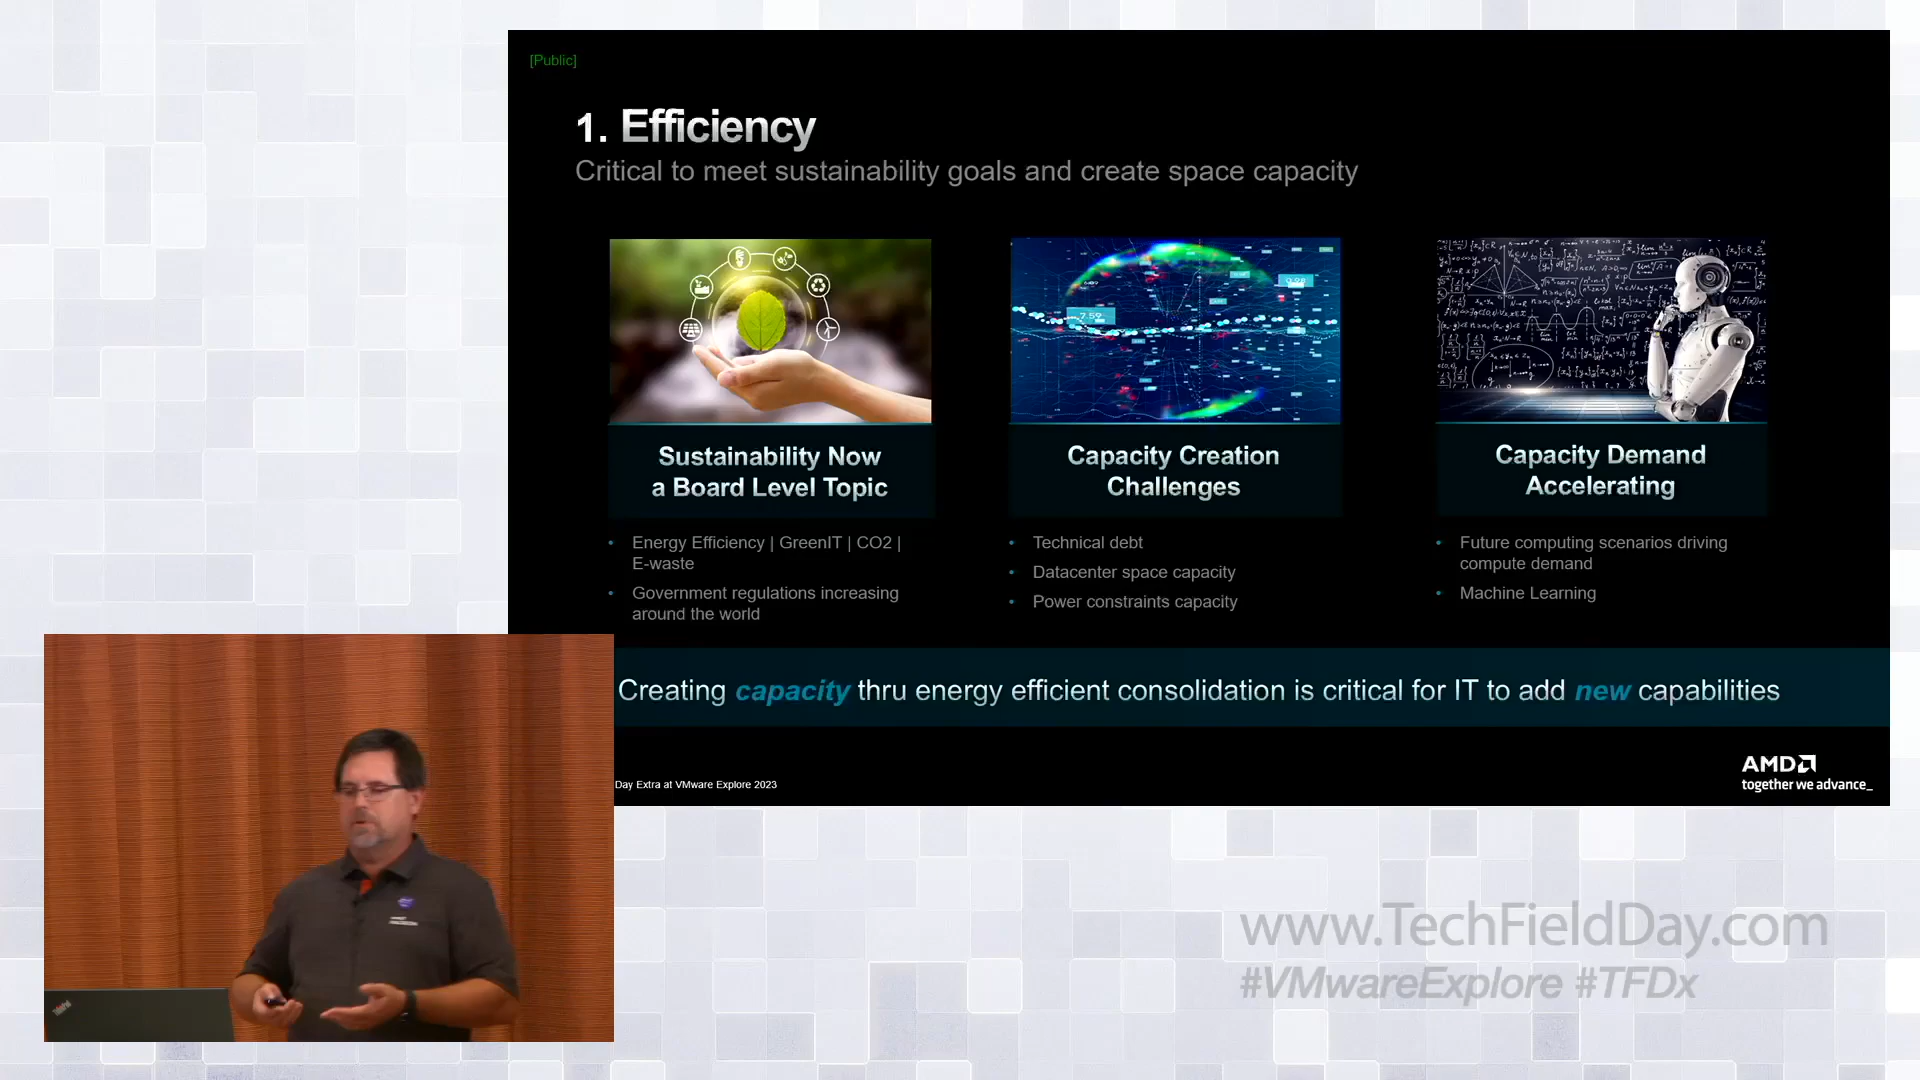 [Public]
1. Efficiency
Critical to meet sustainability goals and create space capacity
7.59
Sustainability Now
a Board Level Topic
• Energy Efficiency | GreenIT | CO2 |
E-waste
• Government regulations increasing
around the world
Capacity Creation
Challenges
• Technical debt
• Datacenter space capacity
• Power constraints capacity
Capacity Demand
Accelerating
• Future computing scenarios driving
compute demand
• Machine Learning
Creating capacity thru energy efficient consolidation is critical for IT to add new capabilities
Day Extra at VMware Explore 2023
AMD
together we advance_
ThinkPad
www.TechFieldDay.com
#VMwareExplore #TFDx